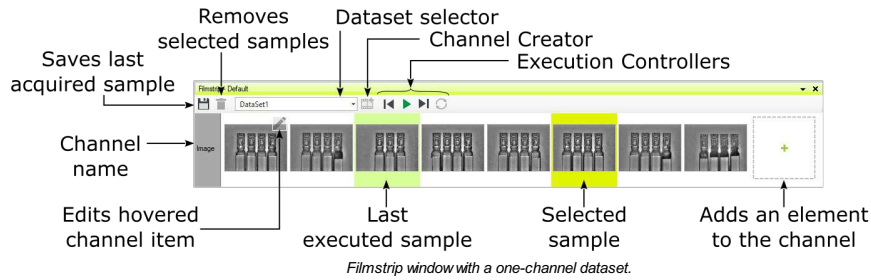 Removes
selected samples
Dataset selector
Channel Creator
Execution Controllers
Saves last
acquired sample
Filmstrip - Default
DataSet1
Channel
name
Image
Edits hovered
channel item
Last
executed sample
Selected
sample
Adds an element
to the channel
Filmstrip window with a one-channel dataset.